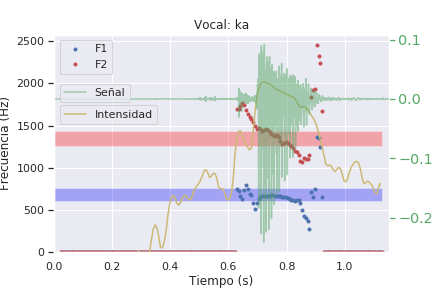 Vocal: ka
2500
2000
1500
1000
500
0
Frecuencia (Hz)
F1
F2
Señal
Intensidad
0.1
0.0
−0.1
−0.2
0.0 0.2 0.4 0.6 0.8 1.0
Tiempo (s)